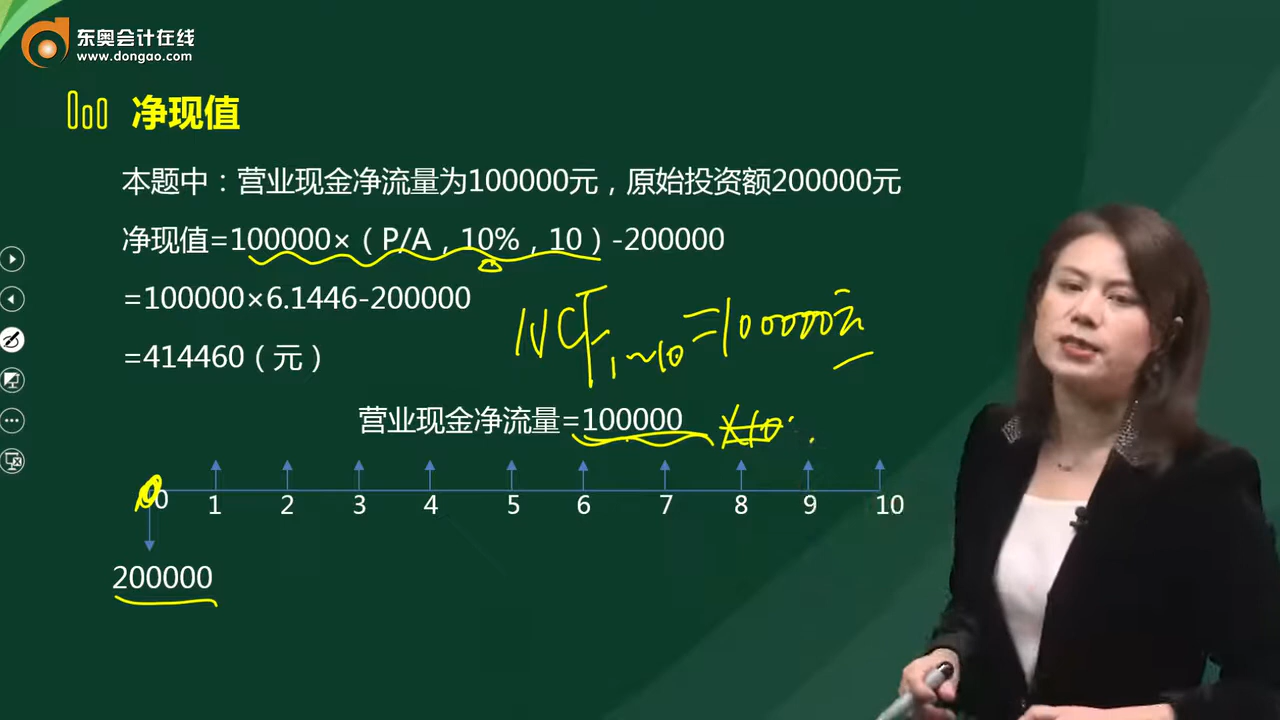 东奥会计在线
www.dongao.com
净现值
本题中：营业现金净流量为100000元，原始投资额200000元
净现值=100000×（P/A，10%，10）-200000
=100000×6.1446-200000
=414460（元）
NCF1~10=100000元
营业现金净流量=100000
0 1 2 3 4 5 6 7 8 9 10
200000